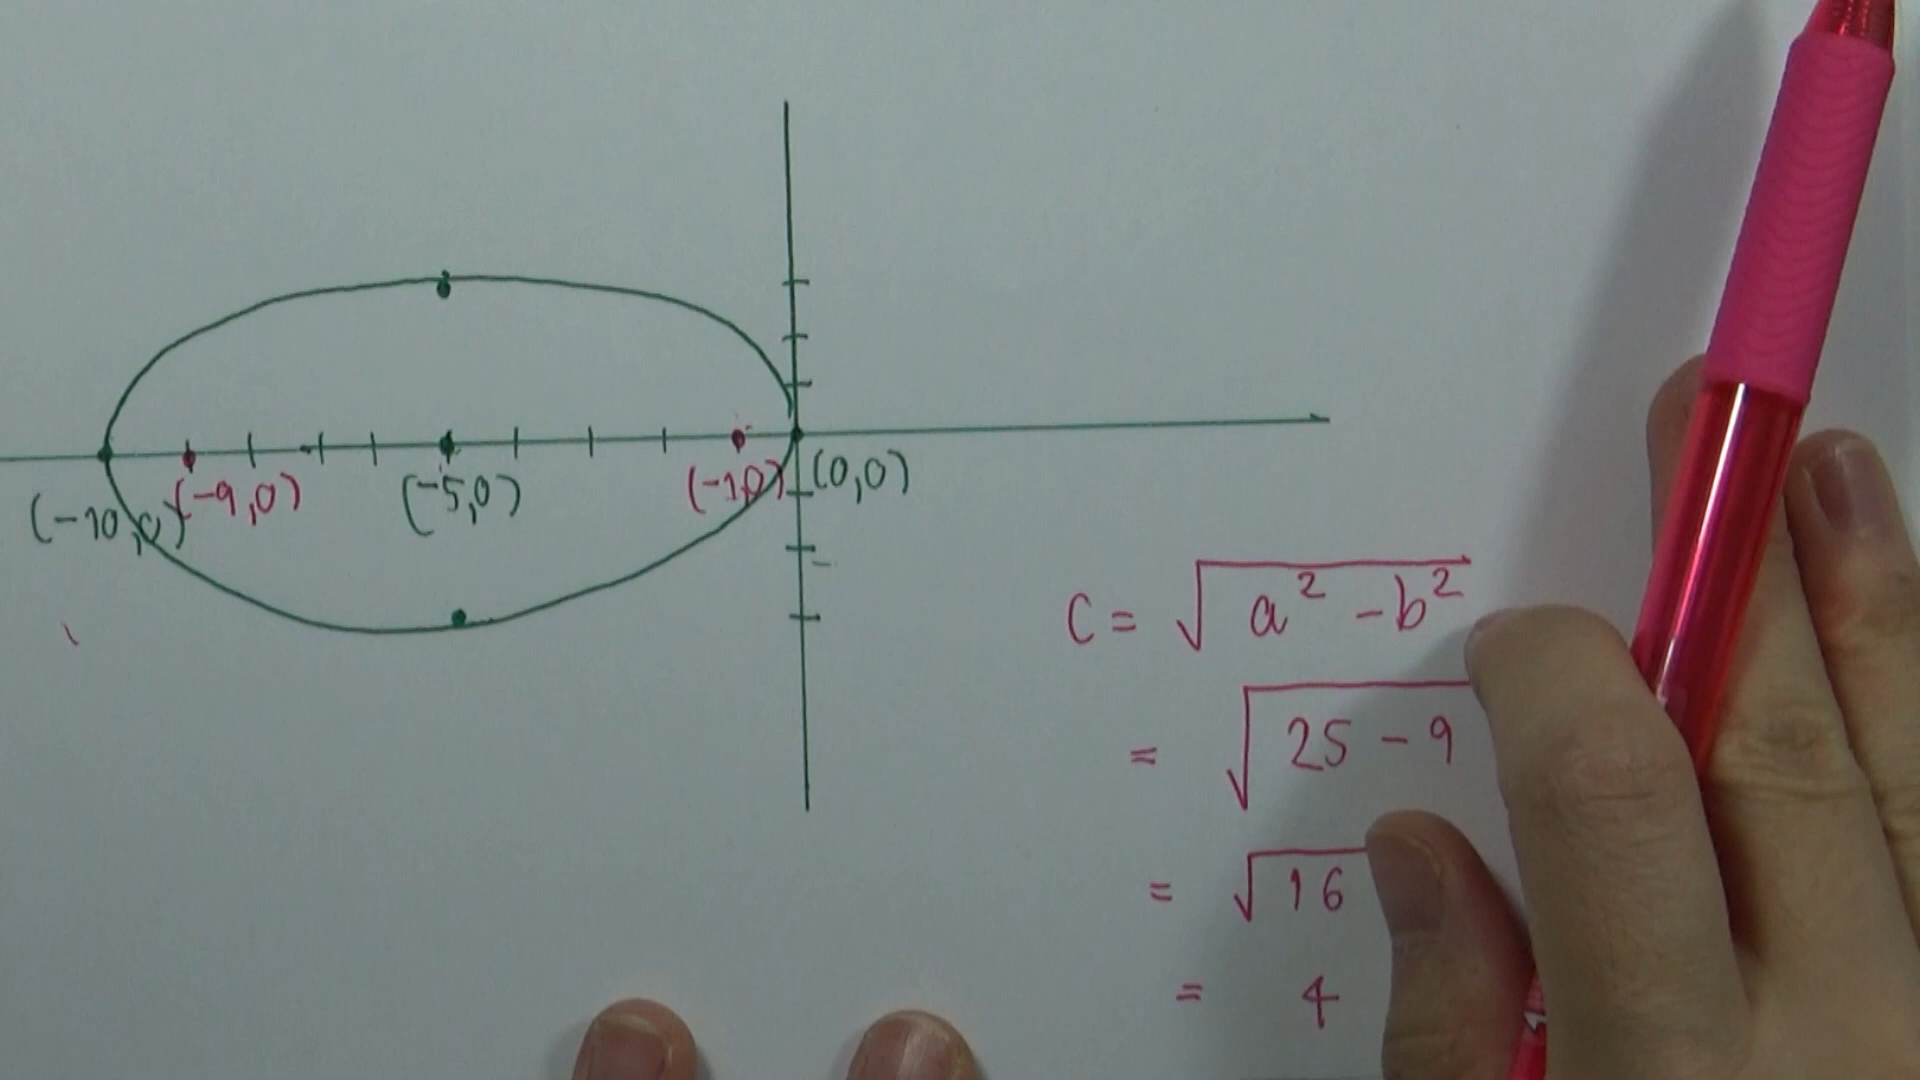 (-10,0) (-9,0) (-5,0) (-1,0) (0,0)
C = √(a² - b²)
= √(25 - 9)
= √16
= 4